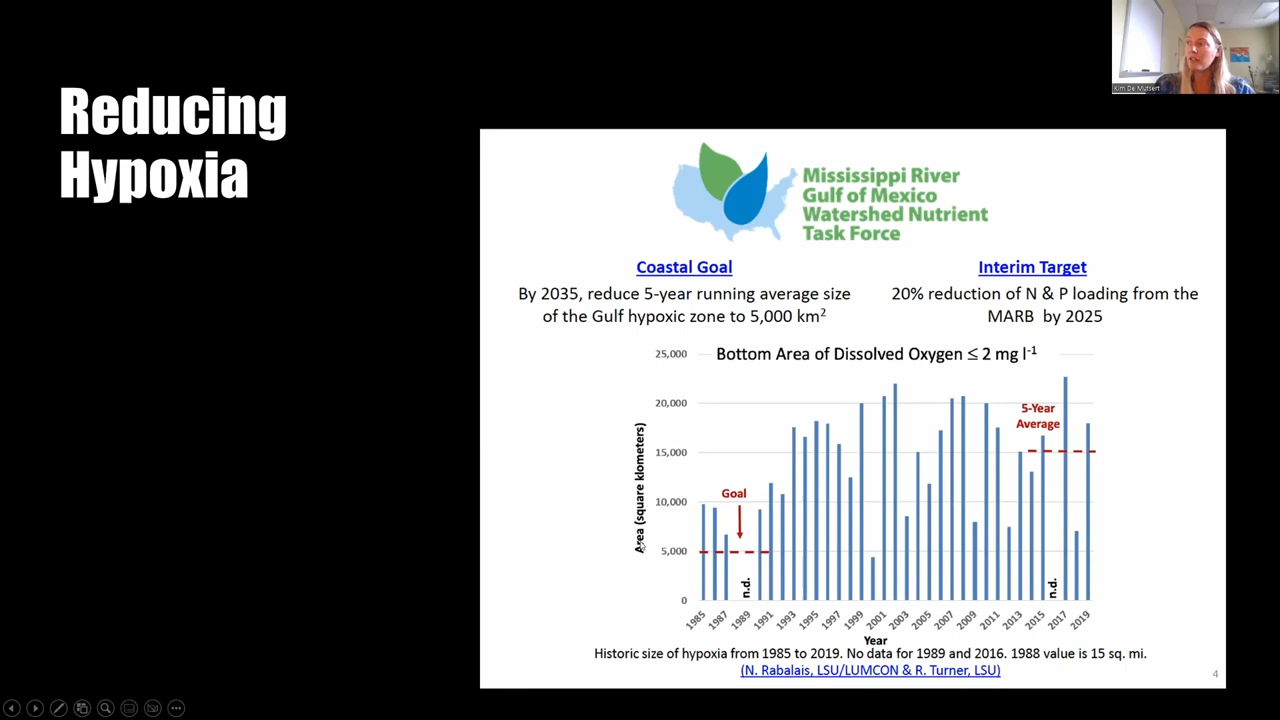 Reducing
Hypoxia
Kim De Mutsert
Mississippi River
Gulf of Mexico
Watershed Nutrient
Task Force
Coastal Goal
By 2035, reduce 5-year running average size
of the Gulf hypoxic zone to 5,000 km²
Interim Target
20% reduction of N & P loading from the
MARB by 2025
Bottom Area of Dissolved Oxygen ≤ 2 mg l⁻¹
Area (square klometers)
25,000
20,000
15,000
10,000
5,000
0
Goal
5-Year
Average
n.d.
n.d.
1985
1987
1989
1991
1993
1995
1997
1999
2001
2003
2005
2007
2009
2011
2013
2015
2017
2019
Year
Historic size of hypoxia from 1985 to 2019. No data for 1989 and 2016. 1988 value is 15 sq. mi.
(N. Rabalais, LSU/LUMCON & R. Turner, LSU)
4